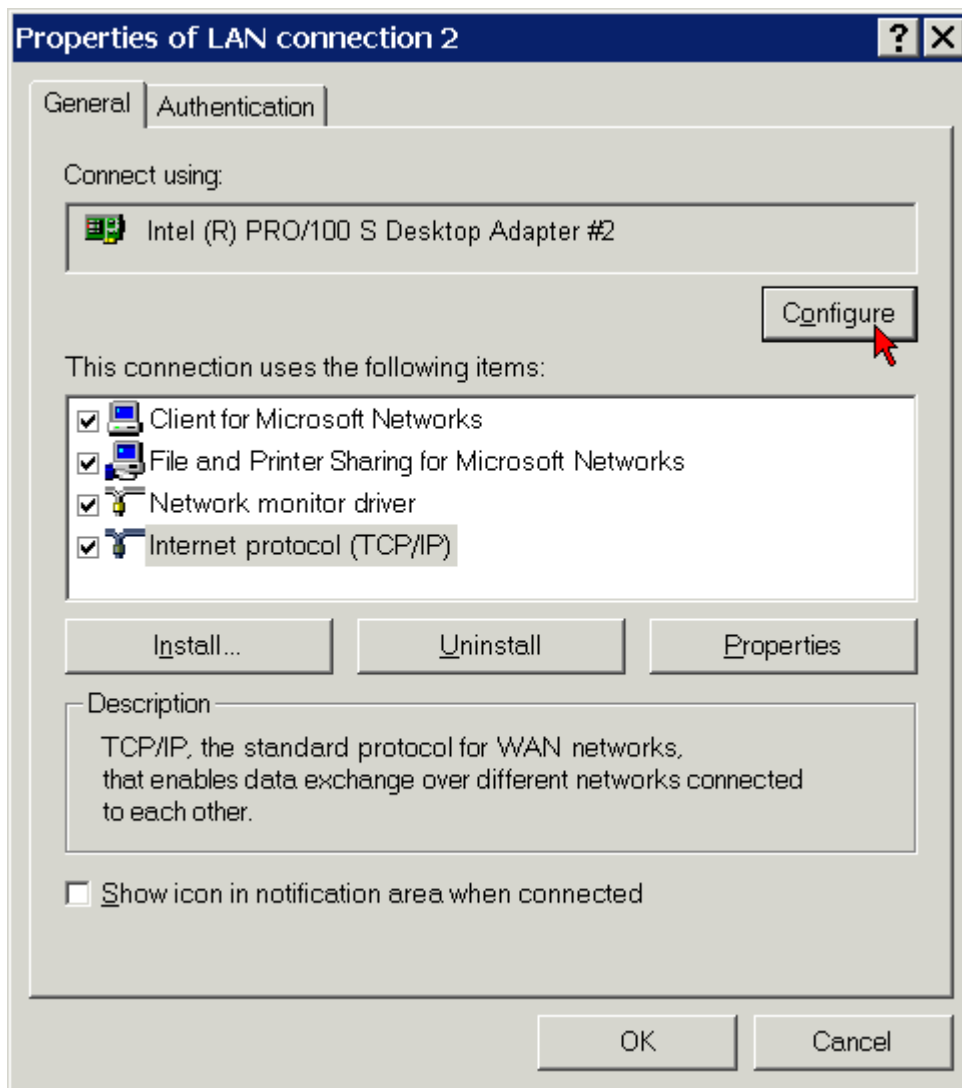 Properties of LAN connection 2
General
Authentication
Connect using:
Intel (R) PRO/100 S Desktop Adapter #2
Configure
This connection uses the following items:
Client for Microsoft Networks
File and Printer Sharing for Microsoft Networks
Network monitor driver
Internet protocol (TCP/IP)
Install...
Uninstall
Properties
Description
TCP/IP, the standard protocol for WAN networks,
that enables data exchange over different networks connected
to each other.
Show icon in notification area when connected
OK
Cancel